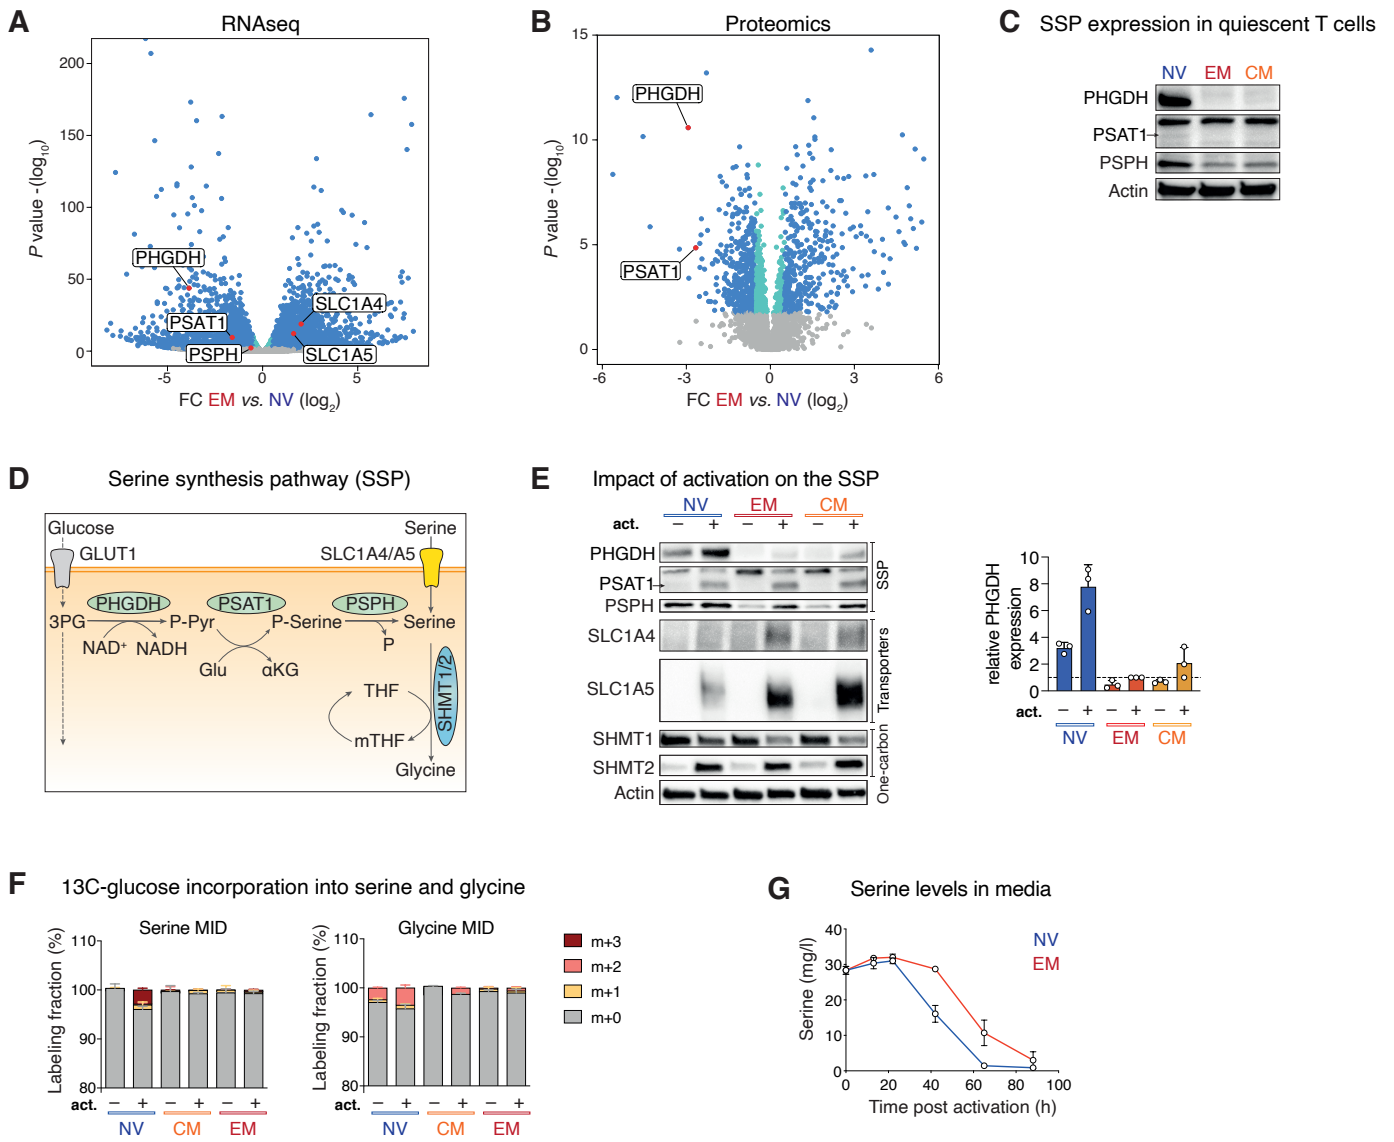 A
RNAseq
P value - (log10)
200
150
100
50
0
PHGDH
PSAT1
PSPH
SLC1A4
SLC1A5
-5
0
5
FC EM vs. NV (log2)
B
Proteomics
P value - (log10)
15
10
5
0
PHGDH
PSAT1
-6
-3
0
3
6
FC EM vs. NV (log2)
C
SSP expression in quiescent T cells
NV EM CM
PHGDH
PSAT1
PSPH
Actin
D
Serine synthesis pathway (SSP)
Glucose
Serine
GLUT1
SLC1A4/A5
PHGDH
PSAT1
PSPH
3PG
P-Pyr
P-Serine
Serine
NAD+
NADH
P
Glu
αKG
THF
SHMT1/2
mTHF
Glycine
E
Impact of activation on the SSP
NV EM CM
act. − + − + − +
PHGDH
PSAT1
PSPH
SSP
SLC1A4
SLC1A5
Transporters
SHMT1
SHMT2
One-carbon
Actin
relative PHGDH
expression
10
8
6
4
2
0
act. − + − + − +
NV EM CM
F
13C-glucose incorporation into serine and glycine
Serine MID
Labeling fraction (%)
110
100
90
80
act. − + − + − +
NV CM EM
Glycine MID
Labeling fraction (%)
110
100
90
80
− + − + − +
NV CM EM
m+3
m+2
m+1
m+0
G
Serine levels in media
Serine (mg/l)
40
30
20
10
0
NV
EM
0 20 40 60 80 100
Time post activation (h)